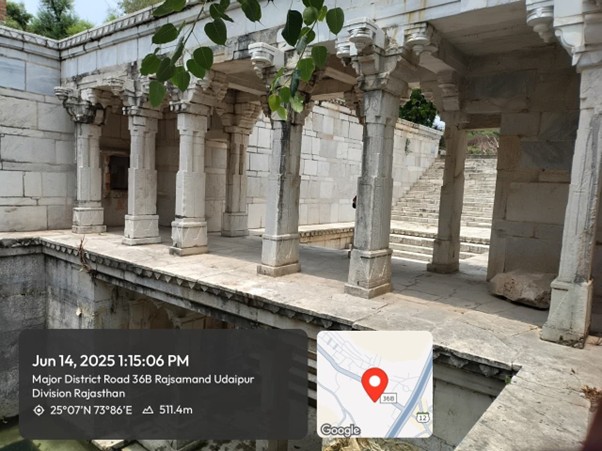 Jun 14, 2025 1:15:06 PM
Major District Road 36B Rajsamand Udaipur
Division Rajasthan
25°07'N 73°86'E 511.4m
36B
12
Google